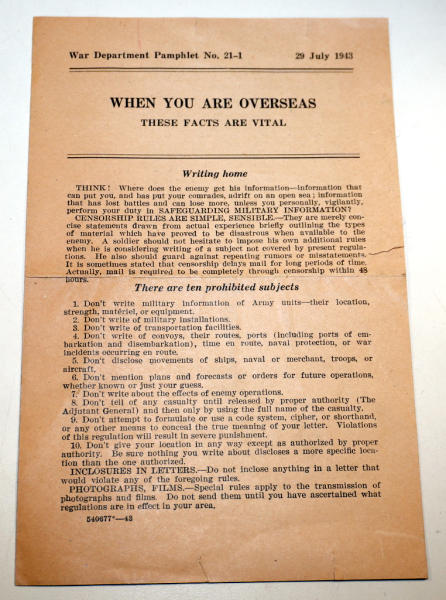 War Department Pamphlet No. 21-1 29 July 1943
WHEN YOU ARE OVERSEAS
THESE FACTS ARE VITAL
Writing home
THINK! Where does the enemy get his information—information that
can put you, and has put your comrades, adrift on an open sea; information
that has lost battles and can lose more, unless you personally, vigilantly,
perform your duty in SAFEGUARDING MILITARY INFORMATION?
CENSORSHIP RULES ARE SIMPLE, SENSIBLE.—They are merely con-
cise statements drawn from actual experience briefly outlining the types
of material which have proved to be disastrous when available to the
enemy. A soldier should not hesitate to impose his own additional rules
when he is considering writing of a subject not covered by present regula-
tions. He also should guard against repeating rumors or misstatements.
It is sometimes stated that censorship delays mail for long periods of time.
Actually, mail is required to be completely through censorship within 48
hours.
There are ten prohibited subjects
1. Don't write military information of Army units—their location,
strength, matériel, or equipment.
2. Don't write of military installations.
3. Don't write of transportation facilities.
4. Don't write of convoys, their routes, ports (including ports of em-
barkation and disembarkation), time en route, naval protection, or war
incidents occurring en route.
5. Don't disclose movements of ships, naval or merchant, troops, or
aircraft.
6. Don't mention plans and forecasts or orders for future operations,
whether known or just your guess.
7. Don't write about the effects of enemy operations.
8. Don't tell of any casualty until released by proper authority (The
Adjutant General) and then only by using the full name of the casualty.
9. Don't attempt to formulate or use a code system, cipher, or shorthand,
or any other means to conceal the true meaning of your letter. Violations
of this regulation will result in severe punishment.
10. Don't give your location in any way except as authorized by proper
authority. Be sure nothing you write about discloses a more specific loca-
tion than the one authorized.
INCLOSURES IN LETTERS.—Do not inclose anything in a letter that
would violate any of the foregoing rules.
PHOTOGRAPHS, FILMS.—Special rules apply to the transmission of
photographs and films. Do not send them until you have ascertained what
regulations are in effect in your area.
540677°—43